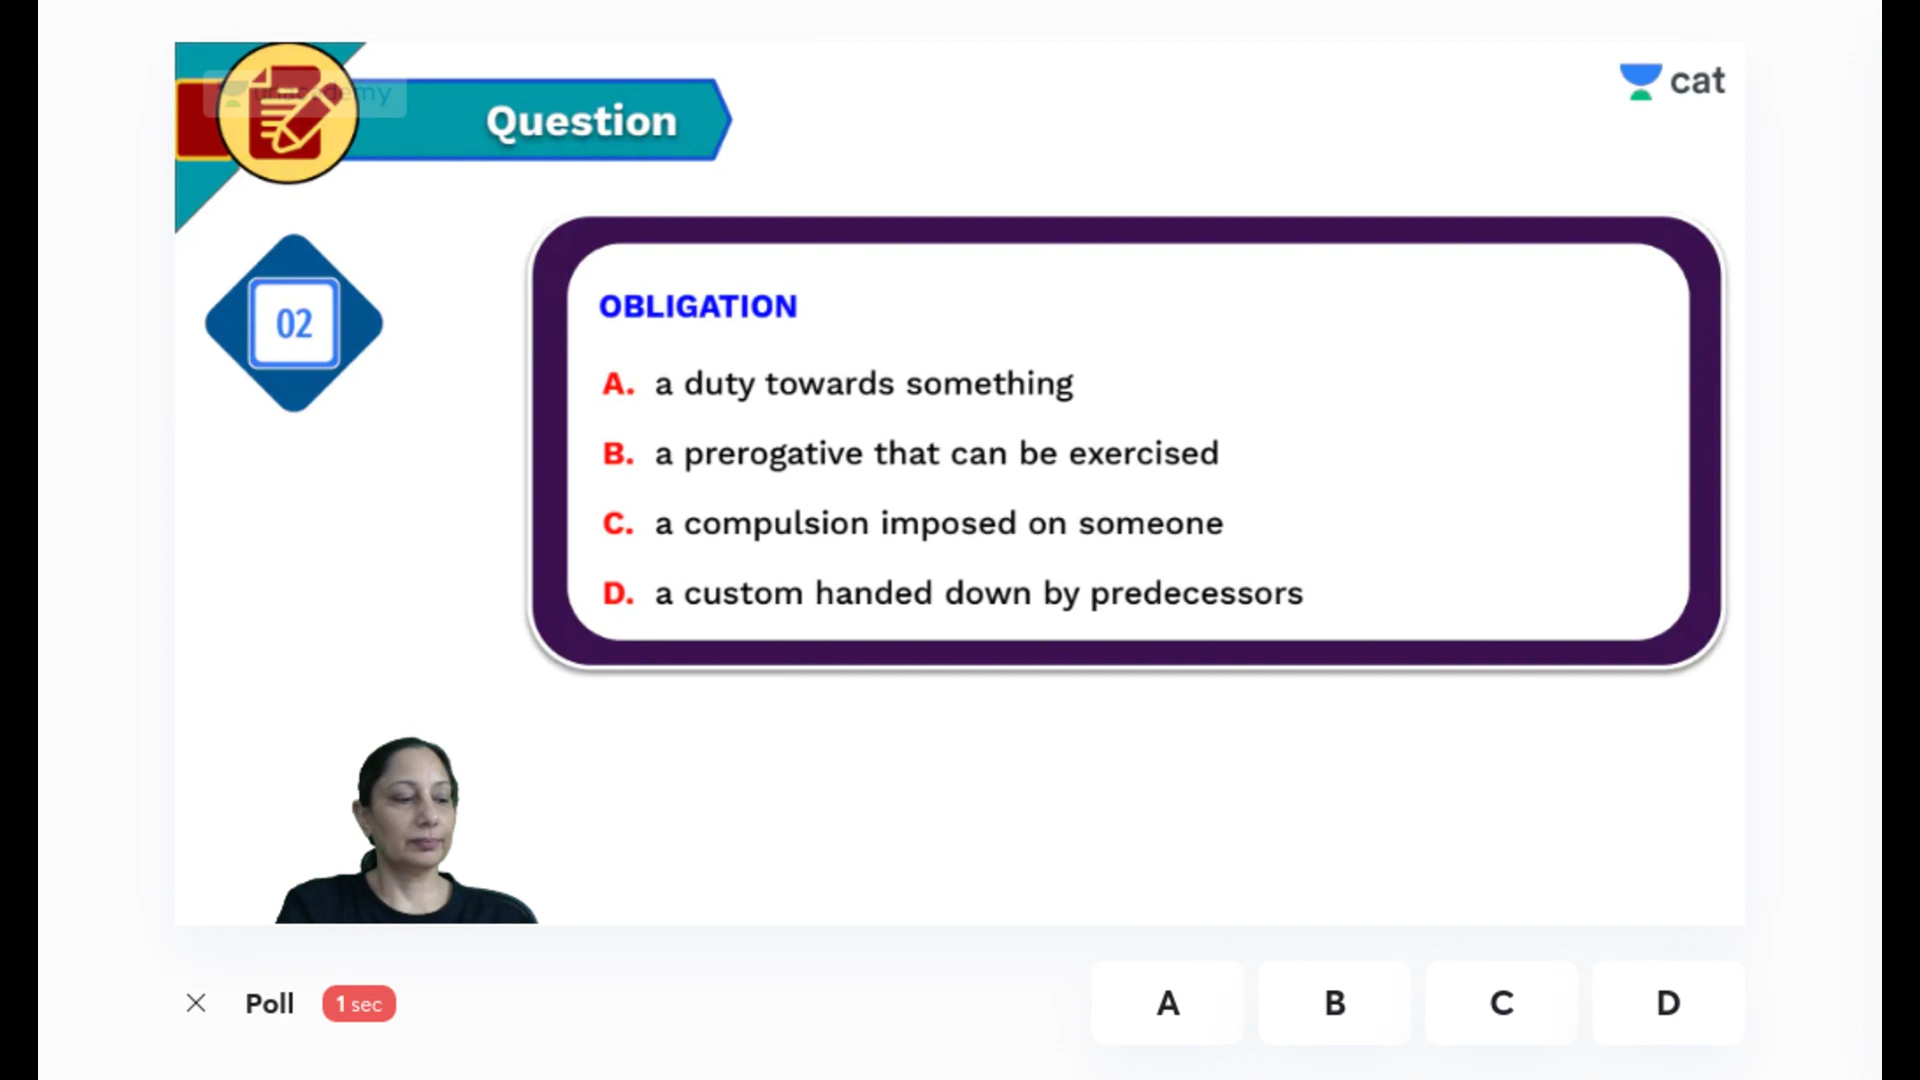 unacademy
Question
cat
02
OBLIGATION
A. a duty towards something
B. a prerogative that can be exercised
C. a compulsion imposed on someone
D. a custom handed down by predecessors
Poll 1 sec
A B C D